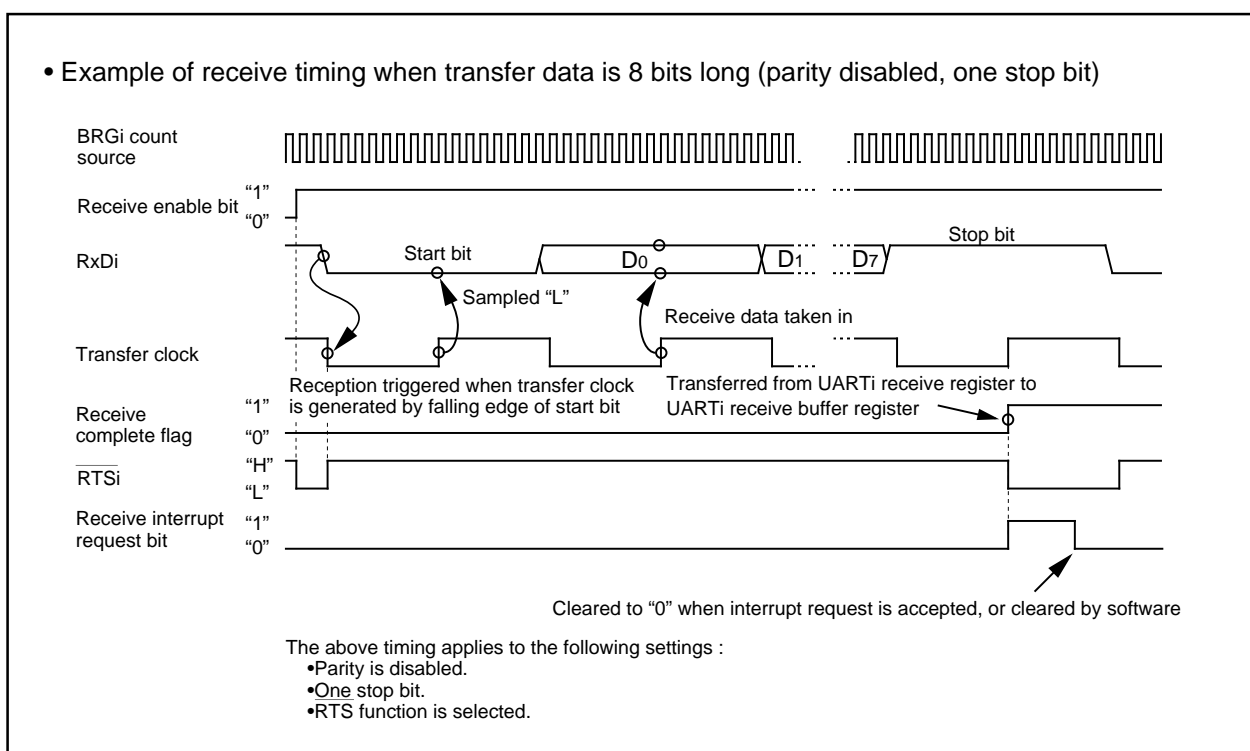 • Example of receive timing when transfer data is 8 bits long (parity disabled, one stop bit)
BRGi count
source
Receive enable bit
“1”
“0”
RxDi
Start bit
D0
D1
D7
Stop bit
Sampled “L”
Receive data taken in
Transfer clock
Reception triggered when transfer clock
is generated by falling edge of start bit
Transferred from UARTi receive register to
UARTi receive buffer register
Receive
complete flag
“1”
“0”
RTSi
“H”
“L”
Receive interrupt
request bit
“1”
“0”
Cleared to “0” when interrupt request is accepted, or cleared by software
The above timing applies to the following settings :
•Parity is disabled.
•One stop bit.
•RTS function is selected.